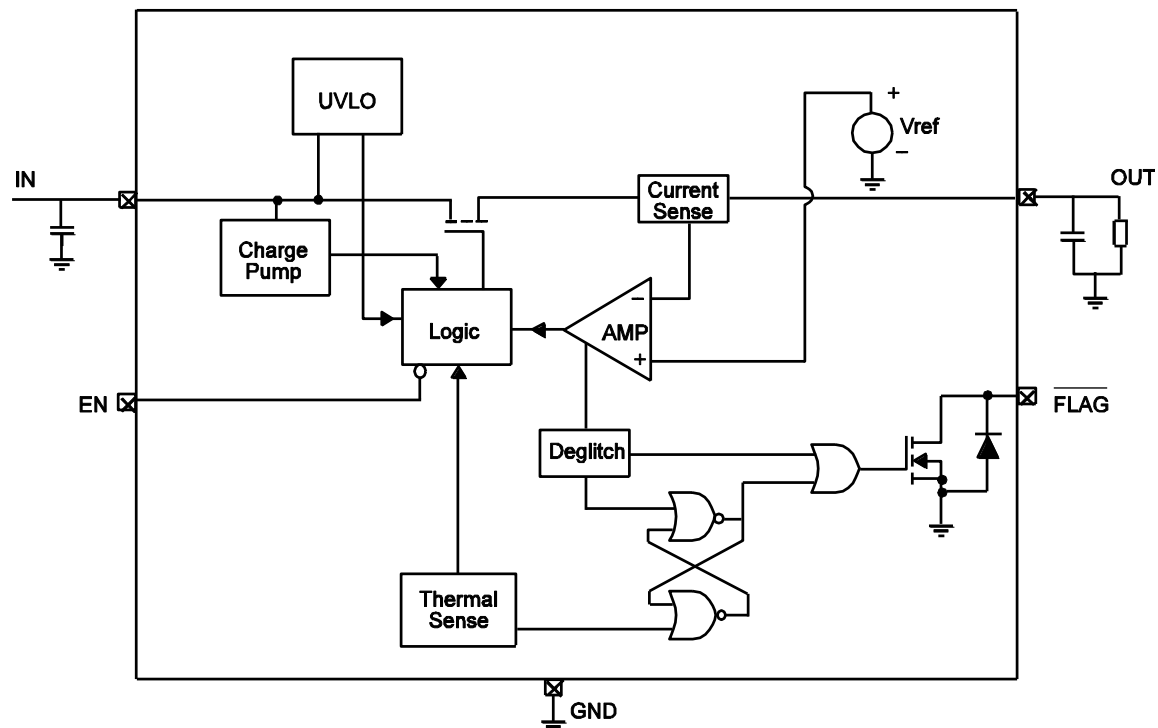 UVLO
+
Vref
−
IN
OUT
Current
Sense
Charge
Pump
−
Logic
AMP
+
EN
FLAG
Deglitch
Thermal
Sense
GND